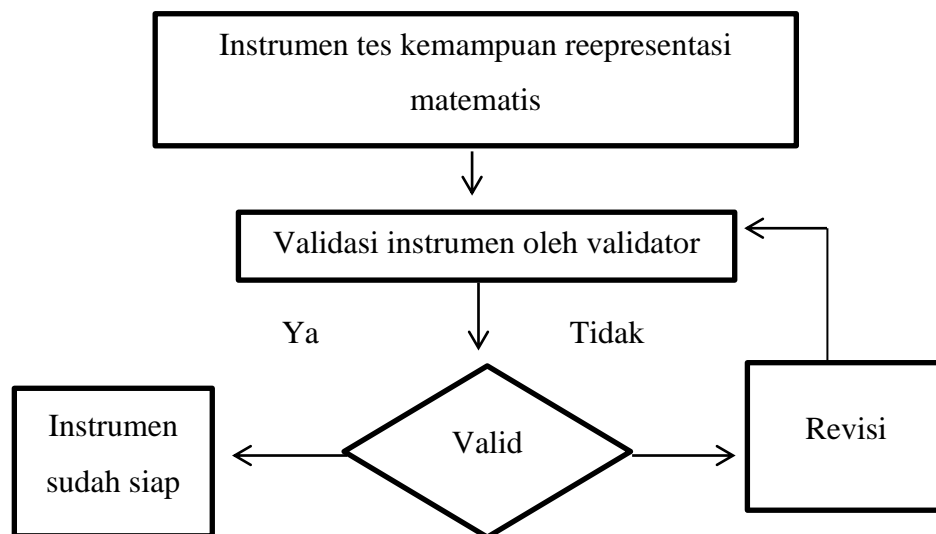 Instrumen tes kemampuan reepresentasi
matematis
Validasi instrumen oleh validator
Ya
Tidak
Instrumen
sudah siap
Valid
Revisi